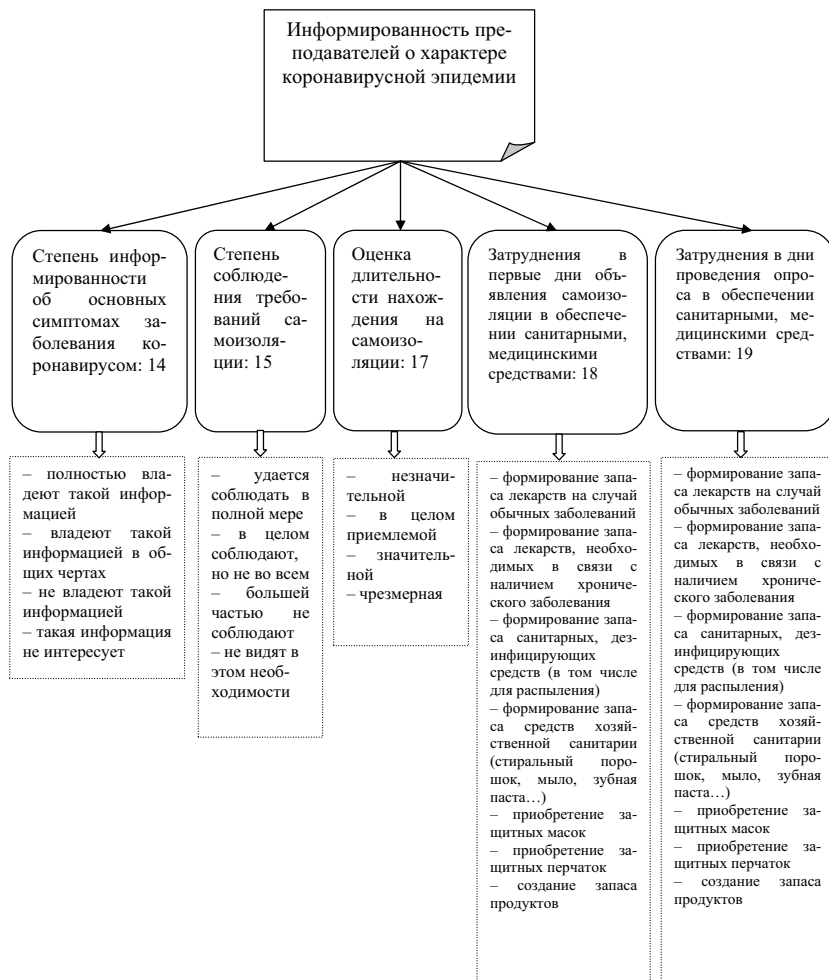 Информированность пре-
подавателей о характере
коронавирусной эпидемии
Степень инфор-
мированности
об основных
симптомах за-
болевания ко-
ронавирусом: 14
Степень
соблюде-
ния требо-
ваний са-
моизоля-
ции: 15
Оценка
длительно-
сти нахож-
дения на
самоизо-
ляции: 17
Затруднения в
первые дни объ-
явления самоизо-
ляции в обеспече-
нии санитарными,
медицинскими
средствами: 18
Затруднения в дни
проведения опро-
са в обеспечении
санитарными, ме-
дицинскими сред-
ствами: 19
– полностью вла-
деют такой инфор-
мацией
– владеют такой
информацией в об-
щих чертах
– не владеют такой
информацией
– такая информация
не интересует
– удается
соблюдать в
полной мере
– в целом
соблюдают,
но не во всем
– большей
частью не
соблюдают
– не видят в
этом необ-
ходимости
– незначи-
тельной
– в целом
приемлемой
– значитель-
ной
– чрезмерная
– формирование запа-
са лекарств на случай
обычных заболеваний
– формирование запа-
са лекарств, необхо-
димых в связи с
наличием хрониче-
ского заболевания
– формирование запа-
са санитарных, дез-
инфицирующих
средств (в том числе
для распыления)
– формирование запа-
са средств хозяй-
ственной санитарии
(стиральный поро-
шок, мыло, зубная
паста…)
– приобретение за-
щитных масок
– приобретение за-
щитных перчаток
– создание запаса
продуктов
– формирование запа-
са лекарств на случай
обычных заболеваний
– формирование запа-
са лекарств, необхо-
димых в связи с
наличием хрониче-
ского заболевания
– формирование запа-
са санитарных, дез-
инфицирующих
средств (в том числе
для распыления)
– формирование запа-
са средств хозяй-
ственной санитарии
(стиральный поро-
шок, мыло, зубная
паста…)
– приобретение за-
щитных масок
– приобретение за-
щитных перчаток
– создание запаса
продуктов